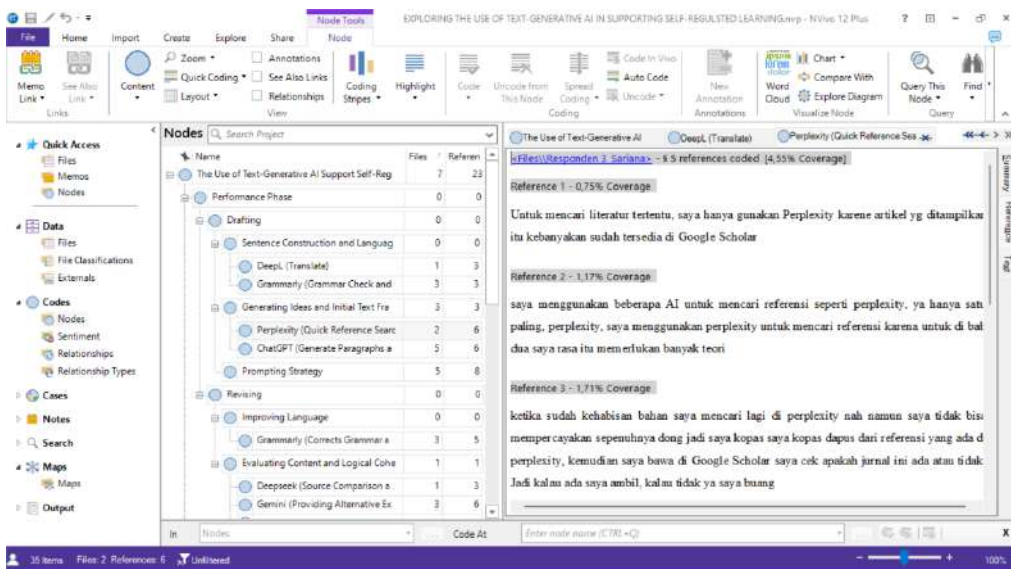 Node Tools
EXPLORING THE USE OF TEXT-GENERATIVE AI IN SUPPORTING SELF-REGULSTED LEARNING.nvp - NVivo 12 Plus
File Home Import Create Explore Share Node
Memo Link
See Also Link
Content
Links
Zoom
Quick Coding
Layout
Annotations
See Also Links
Relationships
Coding Stripes
View
Highlight
Code
Uncode from This Node
Spread Coding
Code In Vivo
Auto Code
Uncode
Coding
New Annotation
Annotations
Word Cloud
Chart
Compare With
Explore Diagram
Visualize Node
Query This Node
Find
Query
Quick Access
Files
Memos
Nodes
Data
Files
File Classifications
Externals
Codes
Nodes
Sentiment
Relationships
Relationship Types
Cases
Notes
Search
Maps
Maps
Output
Nodes Search Project
Name Files Referen
The Use of Text-Generative AI Support Self-Reg 7 23
Performance Phase 0 0
Drafting 0 0
Sentence Construction and Languag 0 0
DeepL (Translate) 1 3
Grammarly (Grammar Check and 3 3
Generating Ideas and Initial Text Fra 3 3
Perplexity (Quick Reference Searc 2 6
ChatGPT (Generate Paragraphs a 5 6
Prompting Strategy 5 8
Revising 0 0
Improving Language 0 0
Grammarly (Corrects Grammar a 3 5
Evaluating Content and Logical Cohe 1 1
Deepseek (Source Comparison a 1 3
Gemini (Providing Alternative Ex 3 6
The Use of Text-Generative AI DeepL (Translate) Perplexity (Quick Reference Sea
<Files\\Responden 3_Sariana> - § 5 references coded [4,55% Coverage]
Reference 1 - 0,75% Coverage
Untuk mencari literatur tertentu, saya hanya gunakan Perplexity karene artikel yg ditampilkan
itu kebanyakan sudah tersedia di Google Scholar
Reference 2 - 1,17% Coverage
saya menggunakan beberapa AI untuk mencari referensi seperti perplexity, ya hanya satu
paling, perplexity, saya menggunakan perplexity untuk mencari referensi karena untuk di bab
dua saya rasa itu memerlukan banyak teori
Reference 3 - 1,71% Coverage
ketika sudah kehabisan bahan saya mencari lagi di perplexity nah namun saya tidak bisa
mempercayakan sepenuhnya dong jadi saya kopas saya kopas dapus dari referensi yang ada d
perplexity, kemudian saya bawa di Google Scholar saya cek apakah jurnal ini ada atau tidak
Jadi kalau ada saya ambil, kalau tidak ya saya buang
Summary
Reference
Text
In Nodes Code At Enter node name (CTRL+Q) X
35 Items Files: 2 References: 6 Unfiltered 100%